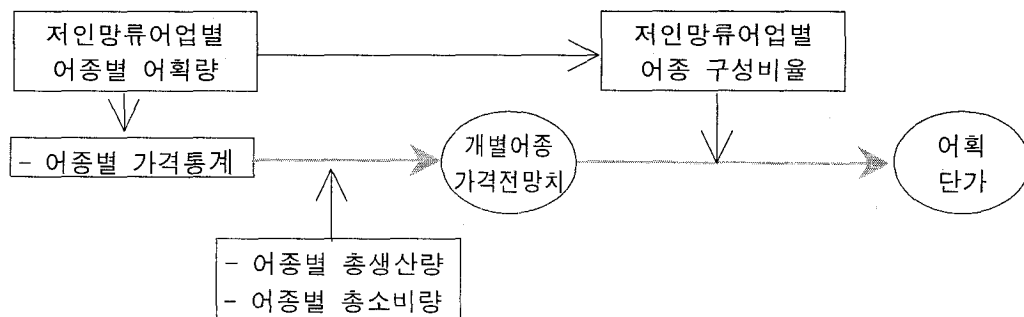 저인망류어업별
어종별 어획량
저인망류어업별
어종 구성비율
- 어종별 가격통계
개별어종
가격전망치
어획
단가
- 어종별 총생산량
- 어종별 총소비량